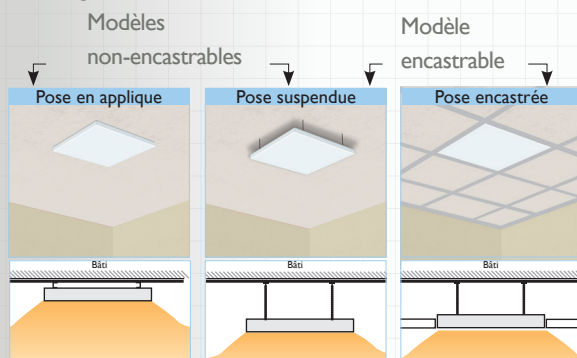 Modèles
non-encastrables
Modèle
encastrable
Pose en applique
Pose suspendue
Pose encastrée
Bâti
Bâti
Bâti